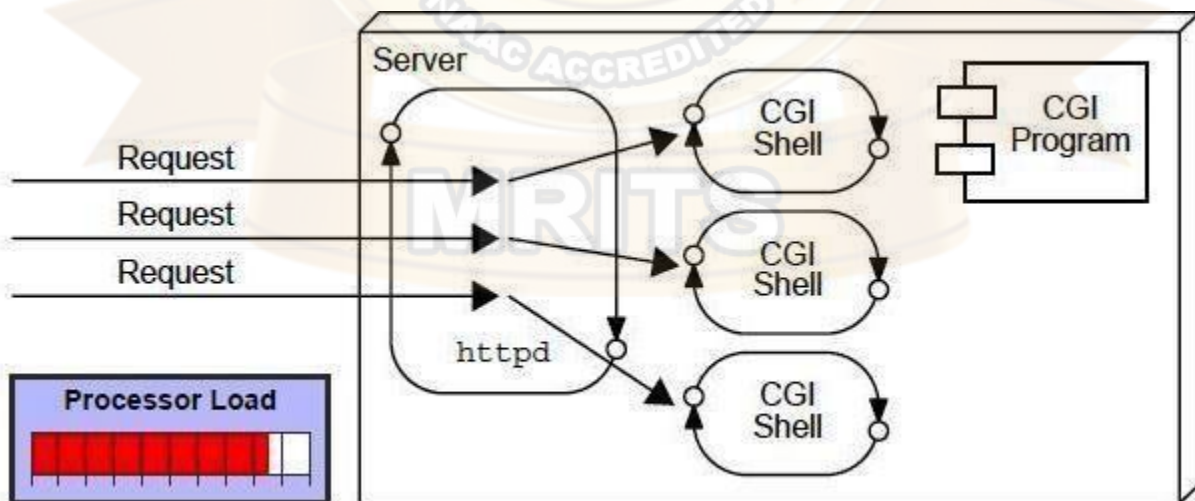 NAAC ACCREDITED
Server
Request
Request
Request
MRITS
httpd
CGI
Shell
CGI
Shell
CGI
Shell
CGI
Program
Processor Load